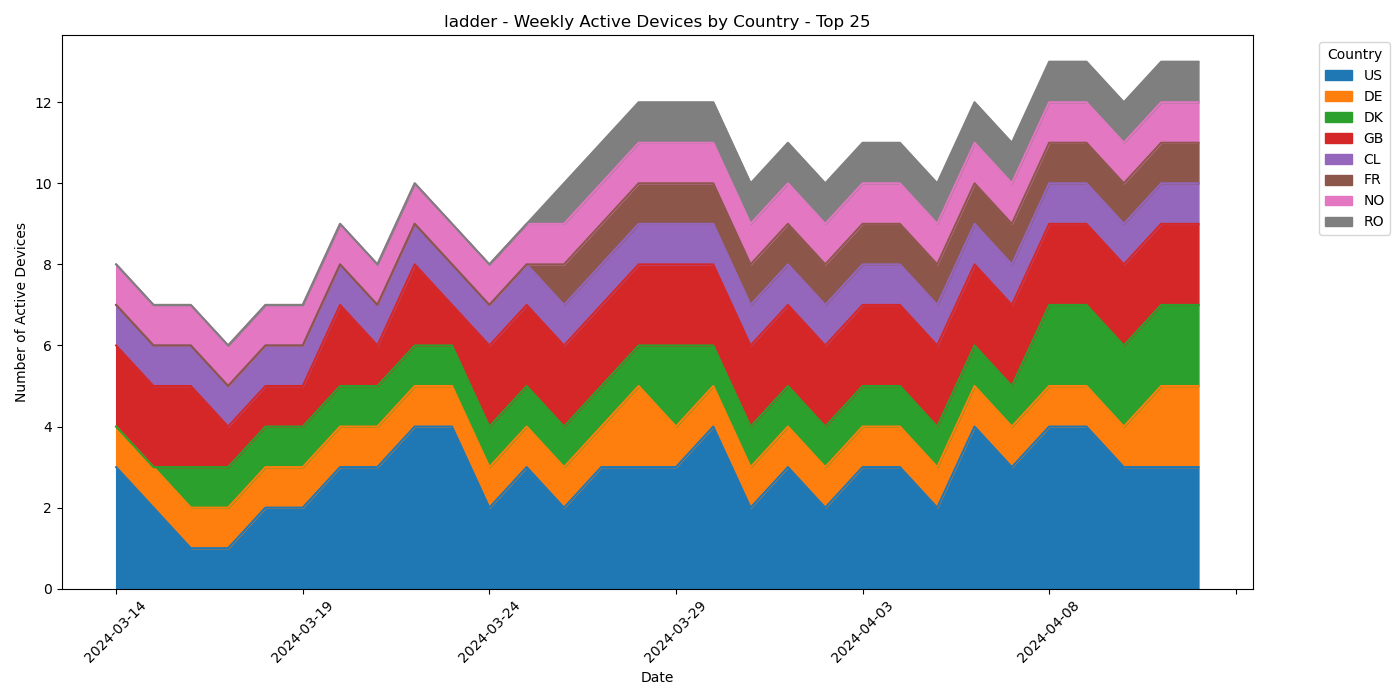 ladder - Weekly Active Devices by Country - Top 25
Number of Active Devices
12
10
8
6
4
2
0
2024-03-14
2024-03-19
2024-03-24
2024-03-29
2024-04-03
2024-04-08
Date
Country
US
DE
DK
GB
CL
FR
NO
RO